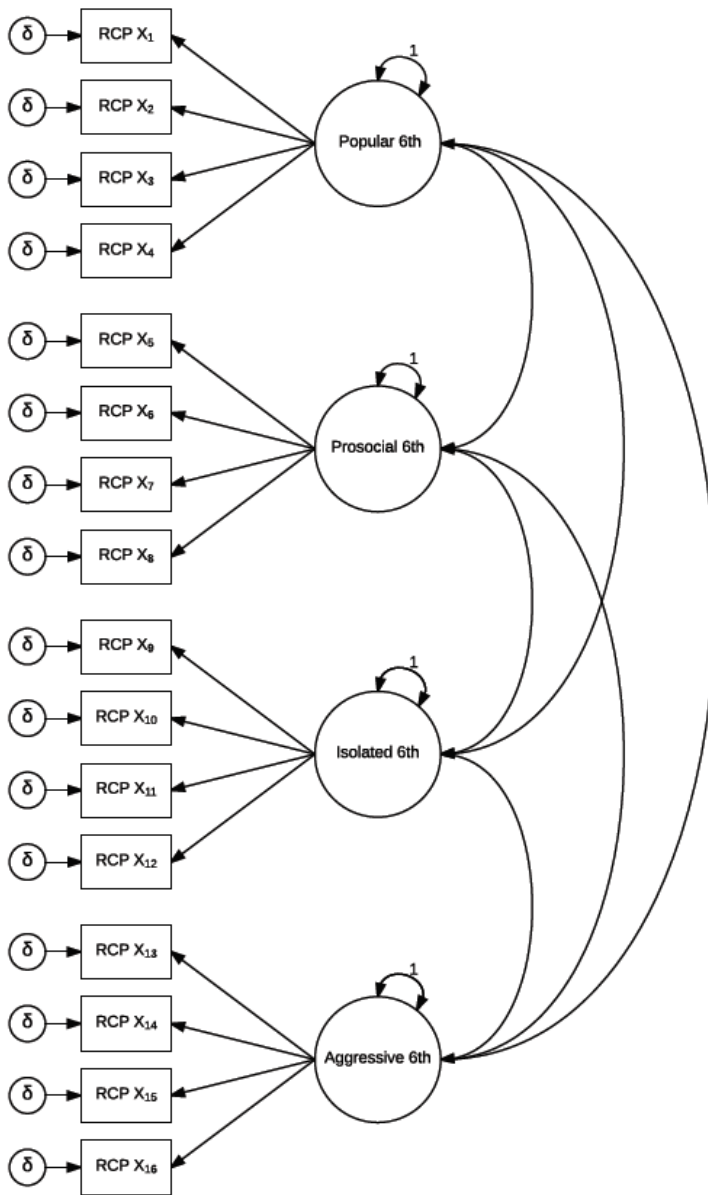 δ RCP X₁
1
δ RCP X₂
Popular 6th
δ RCP X₃
δ RCP X₄
δ RCP X₅
1
δ RCP X₆
Prosocial 6th
δ RCP X₇
δ RCP X₈
δ RCP X₉
1
δ RCP X₁₀
Isolated 6th
δ RCP X₁₁
δ RCP X₁₂
δ RCP X₁₃
1
δ RCP X₁₄
Aggressive 6th
δ RCP X₁₅
δ RCP X₁₆